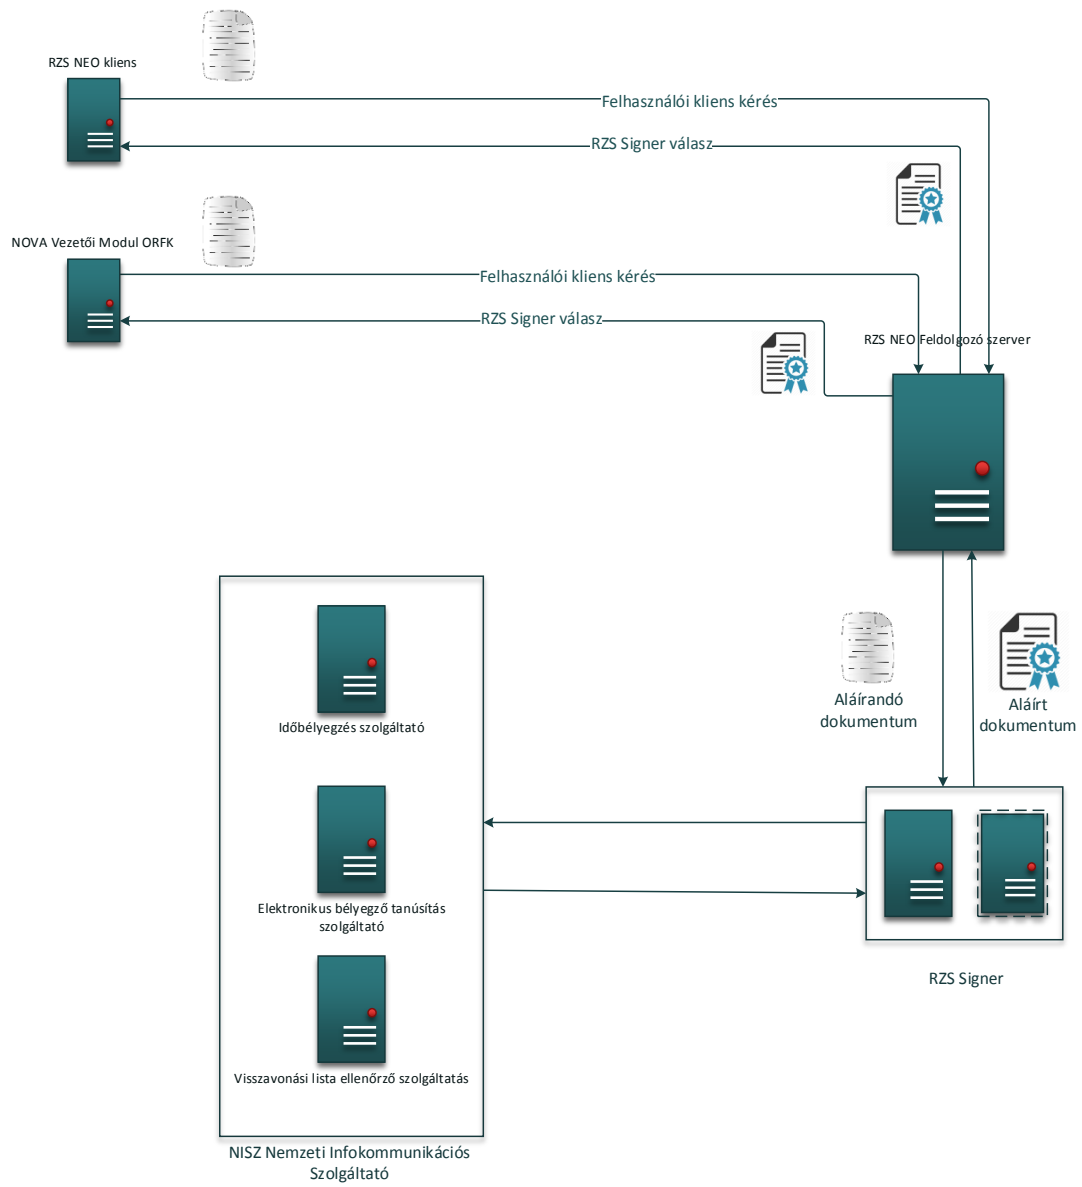 RZS NEO kliens
Felhasználói kliens kérés
RZS Signer válasz
NOVA Vezetői Modul ORFK
Felhasználói kliens kérés
RZS Signer válasz
RZS NEO Feldolgozó szerver
Aláírandó
dokumentum
Aláírt
dokumentum
Időbélyegzés szolgáltató
Elektronikus bélyegző tanúsítás
szolgáltató
RZS Signer
Visszavonási lista ellenőrző szolgáltatás
NISZ Nemzeti Infokommunikációs
Szolgáltató